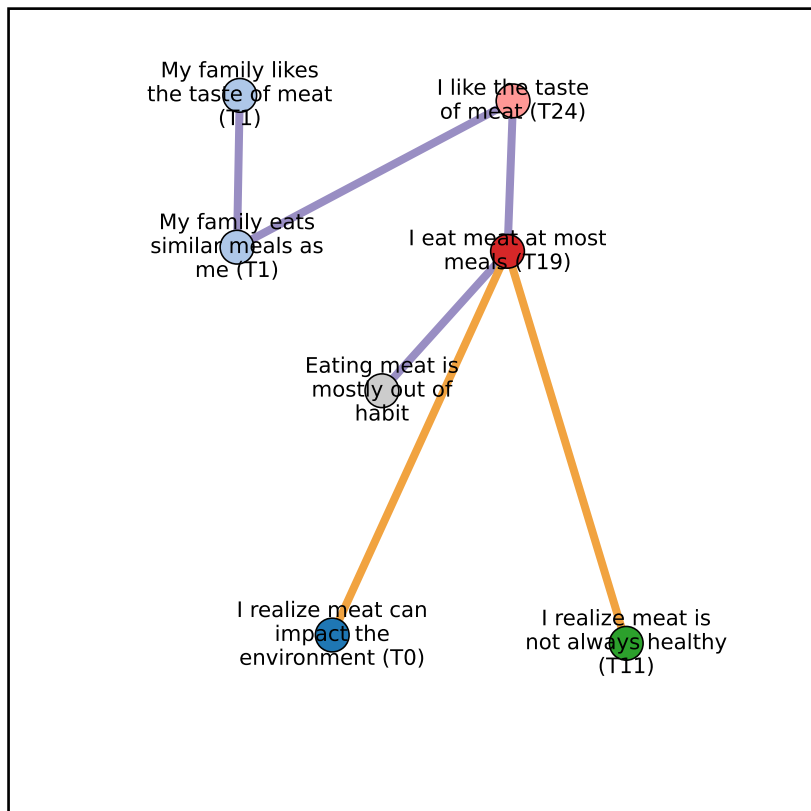 My family likes
the taste of meat
(T1)
I like the taste
of meat (T24)
My family eats
similar meals as
me (T1)
I eat meat at most
meals (T19)
Eating meat is
mostly out of
habit
I realize meat can
impact the
environment (T0)
I realize meat is
not always healthy
(T11)